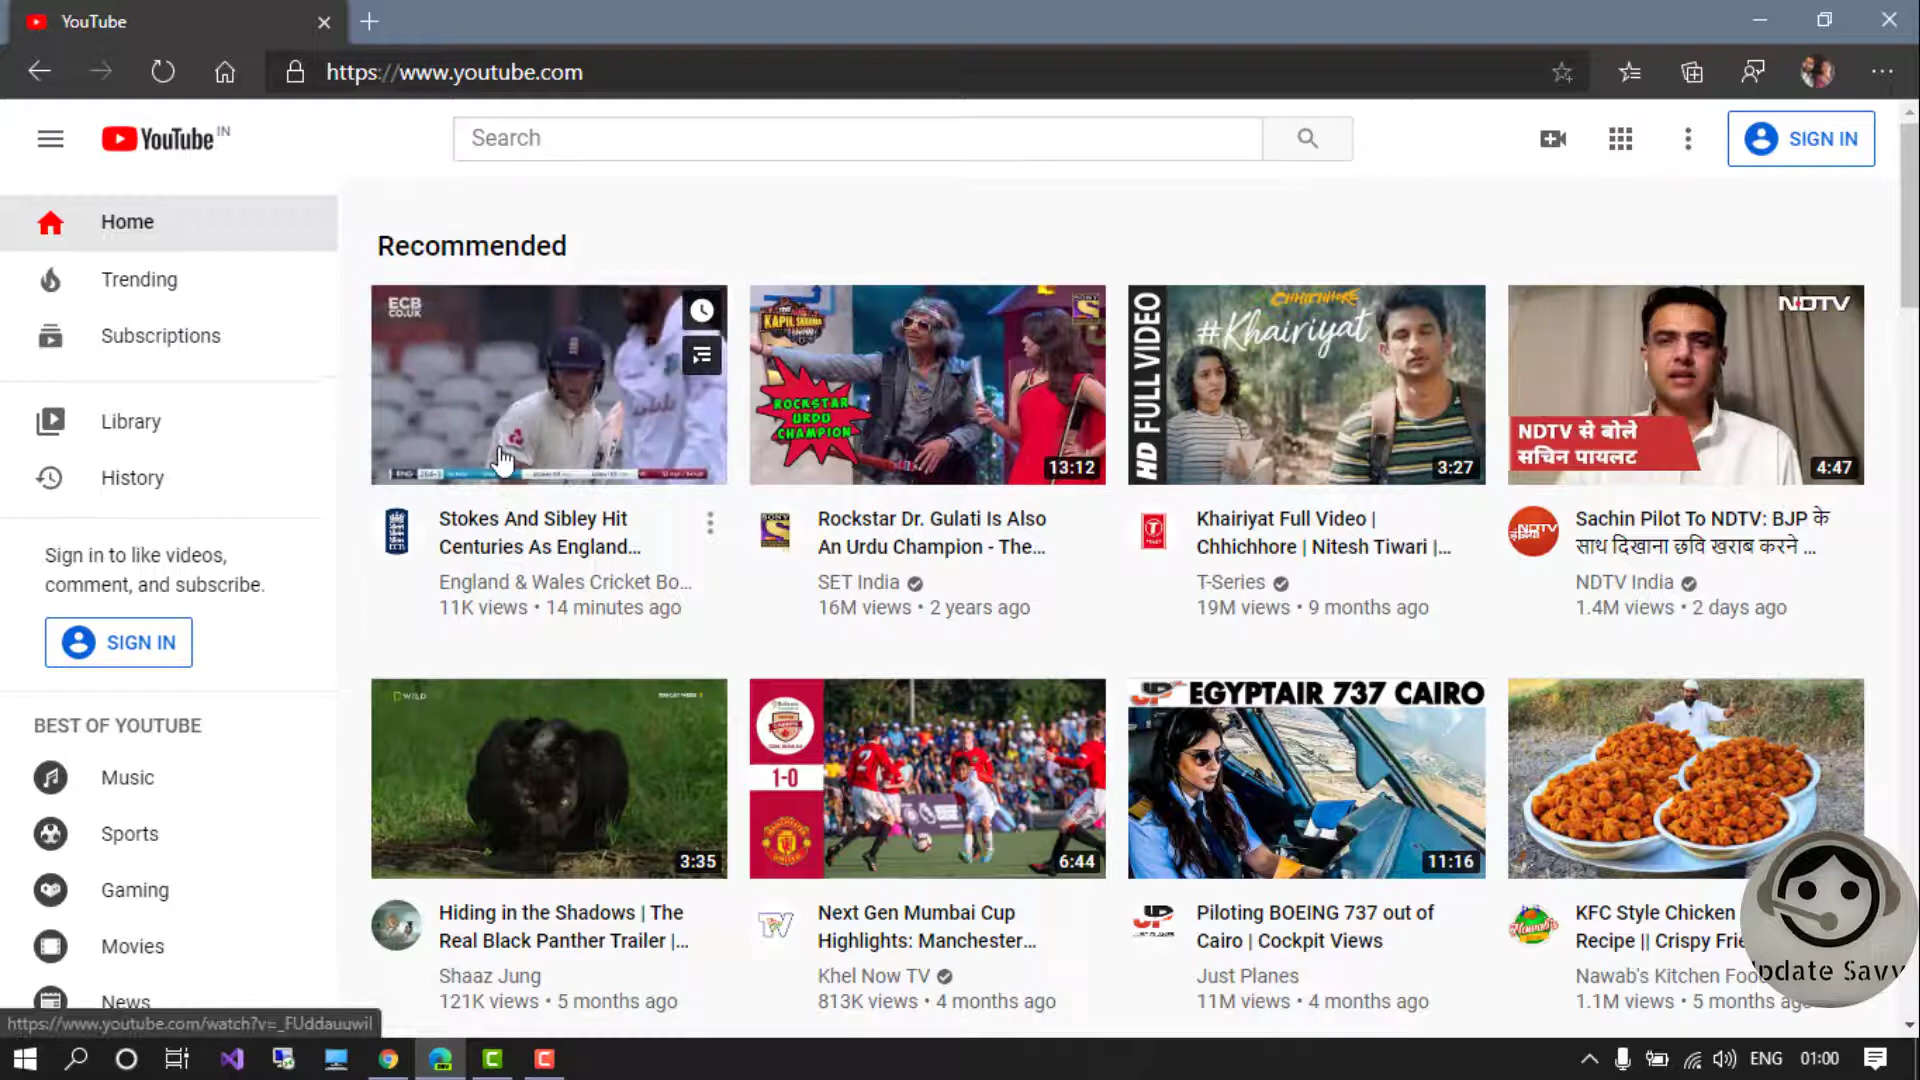 YouTube
https://www.youtube.com
YouTube IN
Search
SIGN IN
Home
Trending
Subscriptions
Library
History
Sign in to like videos,
comment, and subscribe.
SIGN IN
BEST OF YOUTUBE
Music
Sports
Gaming
Movies
News
https://www.youtube.com/watch?v=_FUddauuwiI
Recommended
ECB
CO.UK
Stokes And Sibley Hit
Centuries As England...
England & Wales Cricket Bo...
11K views • 14 minutes ago
KAPIL SHARMA
SONY
ROCKSTAR
URDU
CHAMPION
13:12
Rockstar Dr. Gulati Is Also
An Urdu Champion - The...
SET India
16M views • 2 years ago
HD FULL VIDEO
CHHICHHORE
#Khairiyat
3:27
Khairiyat Full Video |
Chhichhore | Nitesh Tiwari |...
T-Series
19M views • 9 months ago
NDTV
NDTV से बोले
सचिन पायलट
4:47
Sachin Pilot To NDTV: BJP के
साथ दिखाना छवि खराब करने ...
NDTV India
1.4M views • 2 days ago
WILD
3:35
Hiding in the Shadows | The
Real Black Panther Trailer |...
Shaaz Jung
121K views • 5 months ago
1-0
6:44
Next Gen Mumbai Cup
Highlights: Manchester...
Khel Now TV
813K views • 4 months ago
JP EGYPTAIR 737 CAIRO
11:16
Piloting BOEING 737 out of
Cairo | Cockpit Views
Just Planes
11M views • 4 months ago
KFC Style Chicken
Recipe || Crispy Frie
Nawab's Kitchen Foo
1.1M views • 5 months ago
Update Savvy
ENG
01:00